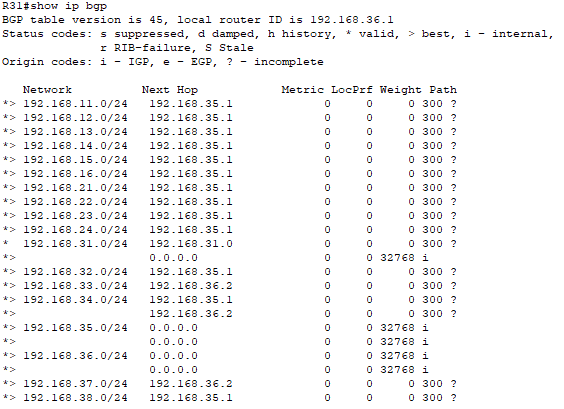 R31#show ip bgp
BGP table version is 45, local router ID is 192.168.36.1
Status codes: s suppressed, d damped, h history, * valid, > best, i - internal,
r RIB-failure, S Stale
Origin codes: i - IGP, e - EGP, ? - incomplete
Network Next Hop Metric LocPrf Weight Path
*> 192.168.11.0/24 192.168.35.1 0 0 0 300 ?
*> 192.168.12.0/24 192.168.35.1 0 0 0 300 ?
*> 192.168.13.0/24 192.168.35.1 0 0 0 300 ?
*> 192.168.14.0/24 192.168.35.1 0 0 0 300 ?
*> 192.168.15.0/24 192.168.35.1 0 0 0 300 ?
*> 192.168.16.0/24 192.168.35.1 0 0 0 300 ?
*> 192.168.21.0/24 192.168.35.1 0 0 0 300 ?
*> 192.168.22.0/24 192.168.35.1 0 0 0 300 ?
*> 192.168.23.0/24 192.168.35.1 0 0 0 300 ?
*> 192.168.24.0/24 192.168.35.1 0 0 0 300 ?
* 192.168.31.0/24 192.168.31.0 0 0 0 300 ?
*> 0.0.0.0 0 0 32768 i
*> 192.168.32.0/24 192.168.35.1 0 0 0 300 ?
*> 192.168.33.0/24 192.168.36.2 0 0 0 300 ?
*> 192.168.34.0/24 192.168.35.1 0 0 0 300 ?
*> 192.168.36.2 0 0 0 300 ?
*> 192.168.35.0/24 0.0.0.0 0 0 32768 i
*> 0.0.0.0 0 0 32768 i
*> 192.168.36.0/24 0.0.0.0 0 0 32768 i
*> 0.0.0.0 0 0 32768 i
*> 192.168.37.0/24 192.168.36.2 0 0 0 300 ?
*> 192.168.38.0/24 192.168.35.1 0 0 0 300 ?